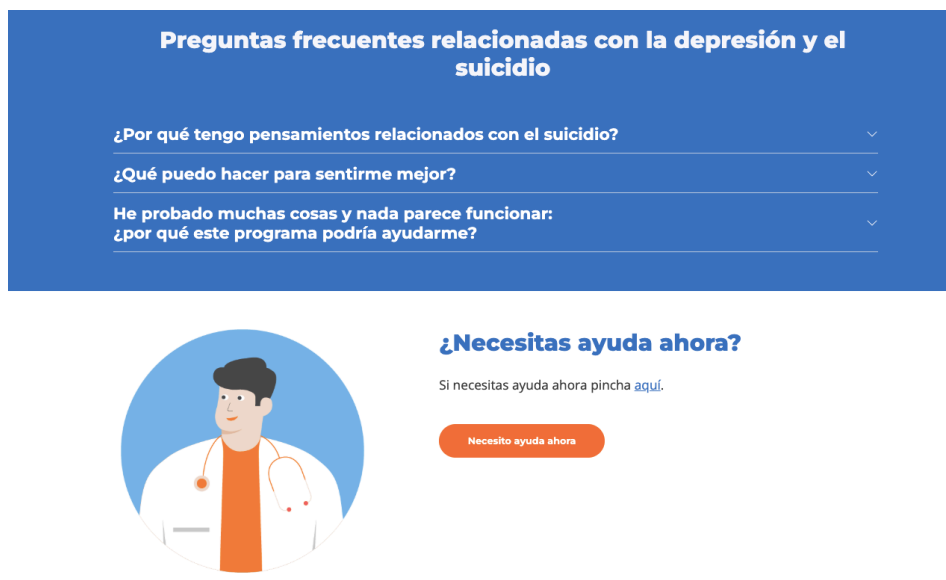 Preguntas frecuentes relacionadas con la depresión y el
suicidio
¿Por qué tengo pensamientos relacionados con el suicidio?
¿Qué puedo hacer para sentirme mejor?
He probado muchas cosas y nada parece funcionar:
¿por qué este programa podría ayudarme?
¿Necesitas ayuda ahora?
Si necesitas ayuda ahora pincha aquí.
Necesito ayuda ahora